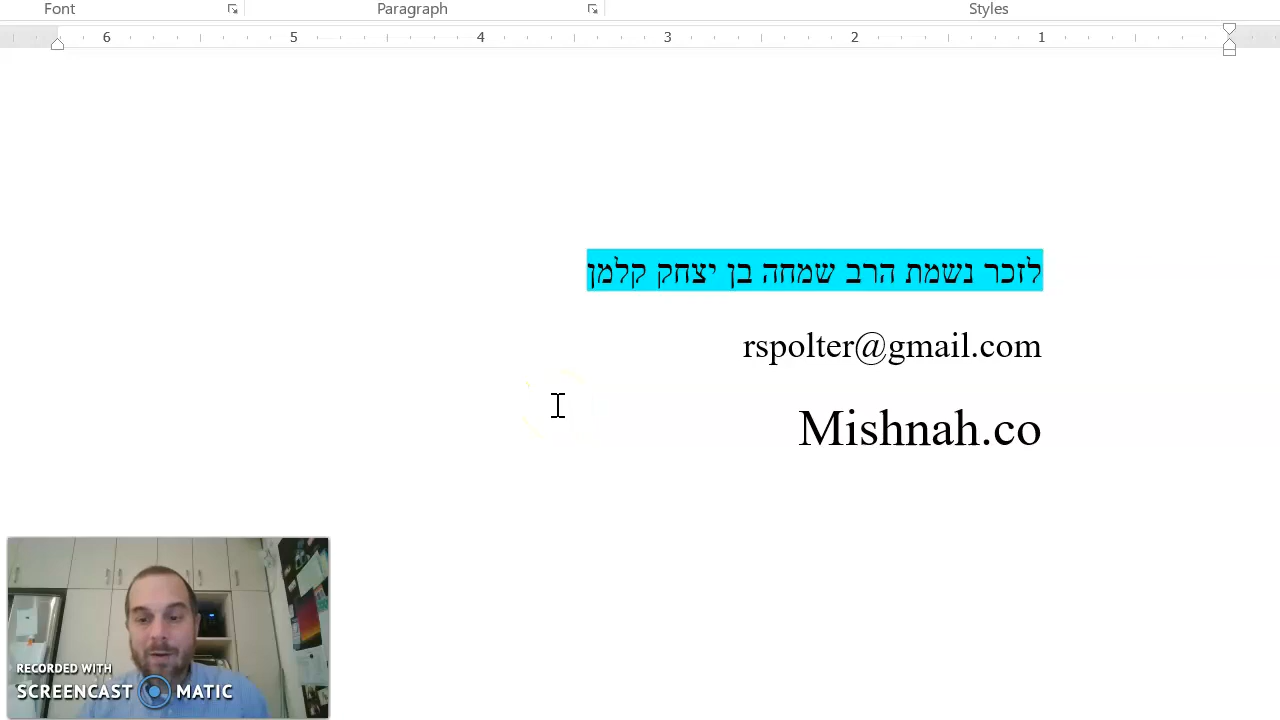 Font Paragraph Styles
6 5 4 3 2 1
לזכר נשמת הרב שמחה בן יצחק קלמן
rspolter@gmail.com
Mishnah.co
RECORDED WITH
SCREENCAST MATIC